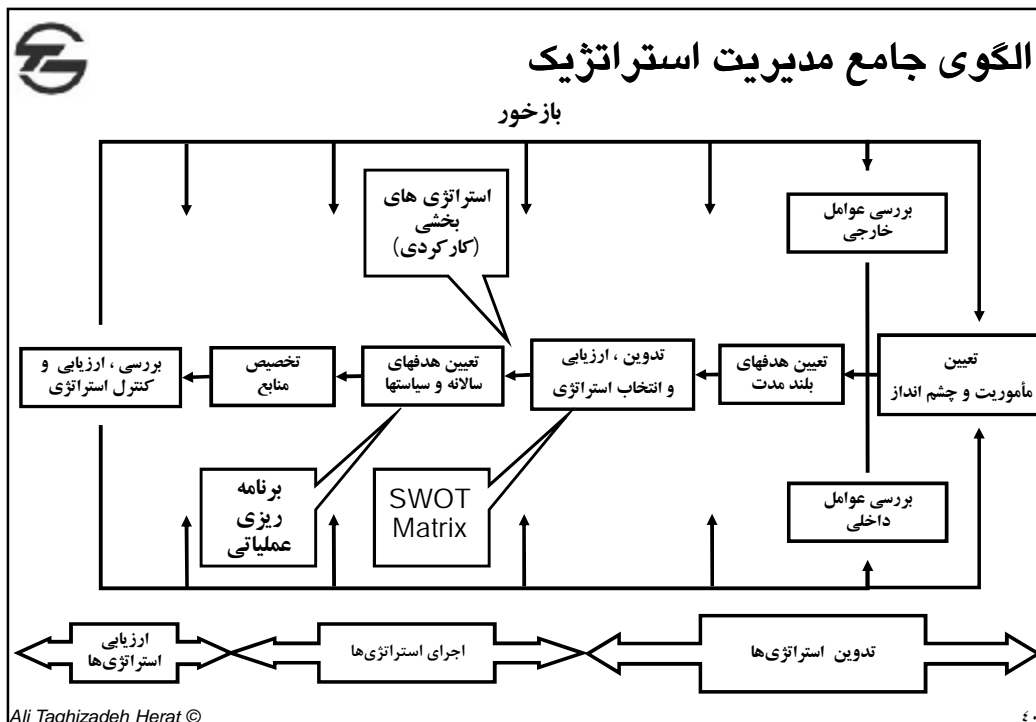 الگوی جامع مدیریت استراتژیک
بازخور
بررسی عوامل
خارجی
استراتژی های
بخشی
(کارکردی)
تعیین
مأموریت و چشم انداز
تعیین هدفهای
بلند مدت
تدوین ، ارزیابی
و انتخاب استراتژی
تعیین هدفهای
سالانه و سیاستها
تخصیص
منابع
بررسی ، ارزیابی و
کنترل استراتژی
بررسی عوامل
داخلی
SWOT
Matrix
برنامه
ریزی
عملیاتی
تدوین استراتژی‌ها
اجرای استراتژی‌ها
ارزیابی
استراتژی‌ها
Ali Taghizadeh Herat ©